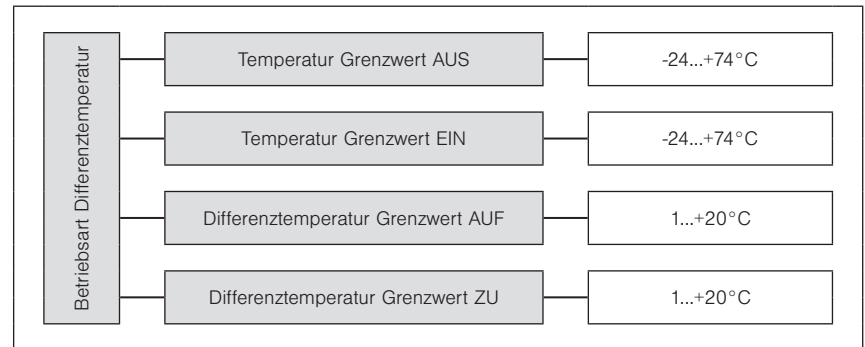 Betriebsart Differenztemperatur
Temperatur Grenzwert AUS
-24...+74°C
Temperatur Grenzwert EIN
-24...+74°C
Differenztemperatur Grenzwert AUF
1...+20°C
Differenztemperatur Grenzwert ZU
1...+20°C